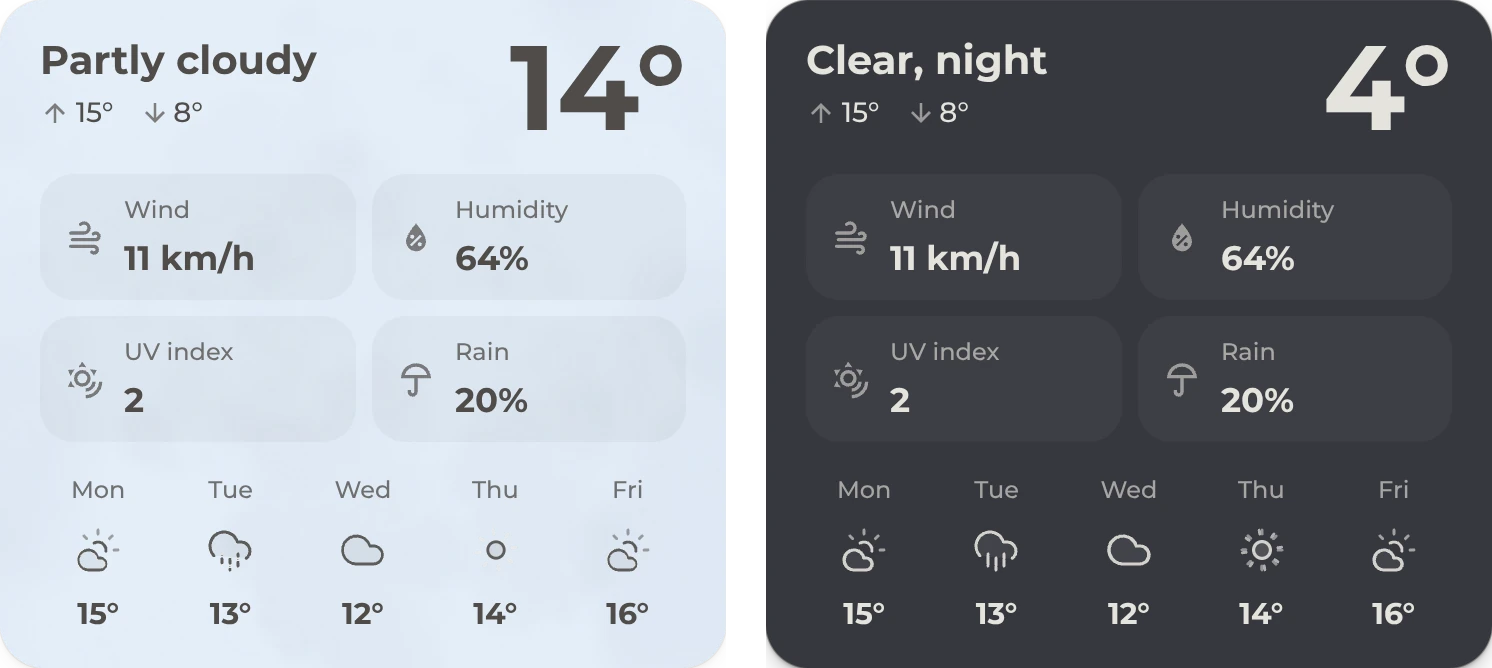 Partly cloudy
14°
↑ 15° ↓ 8°
Wind
11 km/h
Humidity
64%
UV index
2
Rain
20%
Mon Tue Wed Thu Fri
15° 13° 12° 14° 16°
Clear, night
4°
↑ 15° ↓ 8°
Wind
11 km/h
Humidity
64%
UV index
2
Rain
20%
Mon Tue Wed Thu Fri
15° 13° 12° 14° 16°